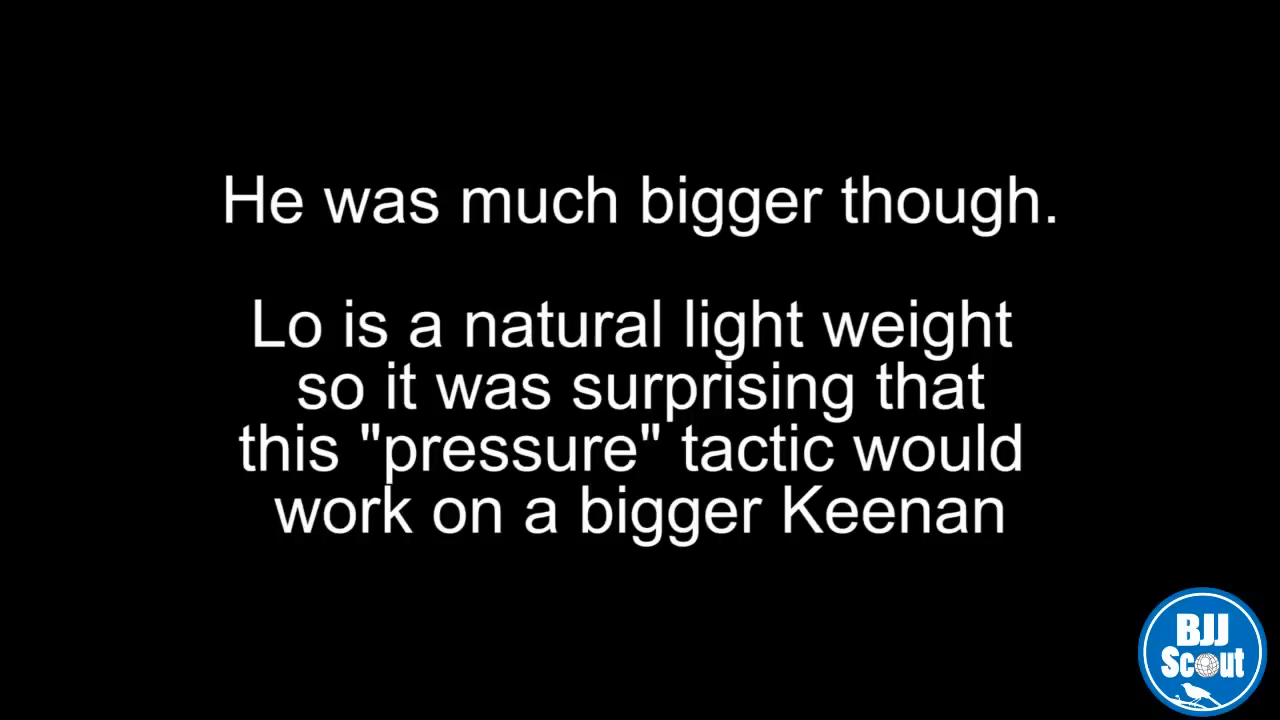 He was much bigger though.
Lo is a natural light weight
so it was surprising that
this "pressure" tactic would
work on a bigger Keenan
BJJ
Scout